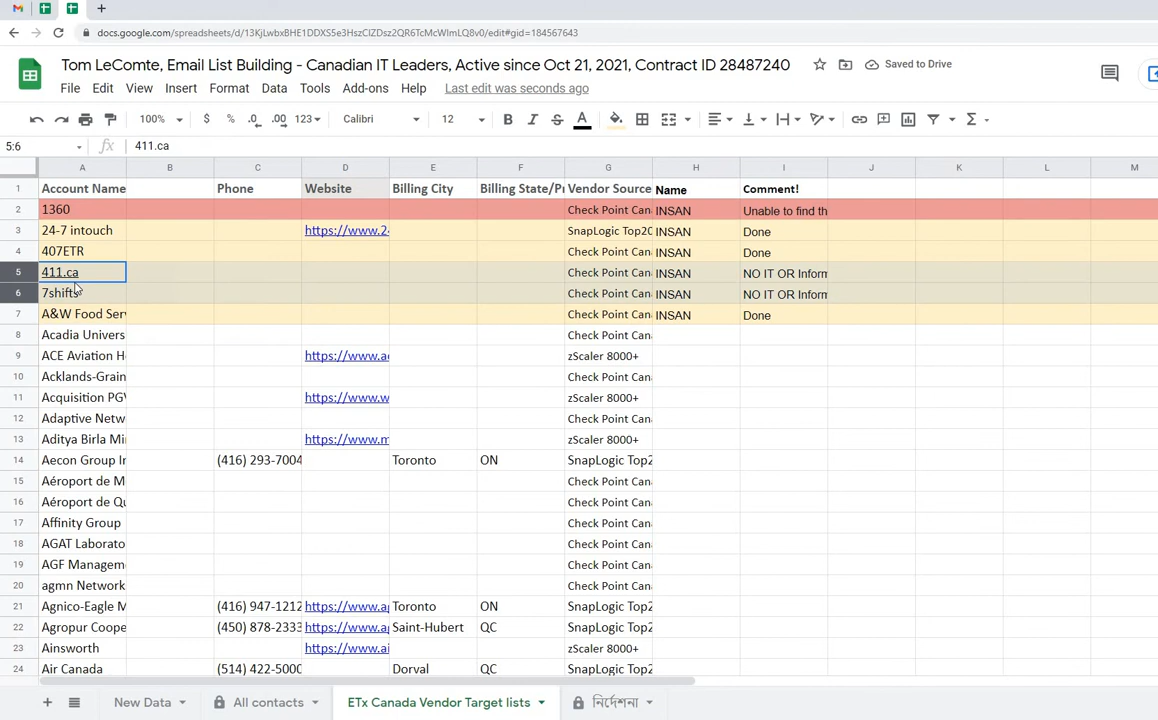 docs.google.com/spreadsheets/d/13KjLwbxBHE1DDXS5e3HszClZDsz2QR6TcMcWlmLQ8v0/edit#gid=184567643
Tom LeComte, Email List Building - Canadian IT Leaders, Active since Oct 21, 2021, Contract ID 28487240
Saved to Drive
File Edit View Insert Format Data Tools Add-ons Help Last edit was seconds ago
100% $ % .0 .00 123 Calibri 12 B I S A
5:6 fx 411.ca
A B C D E F G H I J K L M
1 Account Name Phone Website Billing City Billing State/P Vendor Source Name Comment!
2 1360 Check Point Can INSAN Unable to find th
3 24-7 intouch https://www.2 SnapLogic Top20 INSAN Done
4 407ETR Check Point Can INSAN Done
5 411.ca Check Point Can INSAN NO IT OR Inform
6 7shifts Check Point Can INSAN NO IT OR Inform
7 A&W Food Serv Check Point Can INSAN Done
8 Acadia Univers Check Point Can
9 ACE Aviation H https://www.a zScaler 8000+
10 Acklands-Grain Check Point Can
11 Acquisition PGV https://www.w zScaler 8000+
12 Adaptive Netw Check Point Can
13 Aditya Birla Mi https://www.m zScaler 8000+
14 Aecon Group In (416) 293-7004 Toronto ON SnapLogic Top2
15 Aéroport de M Check Point Can
16 Aéroport de Qu Check Point Can
17 Affinity Group Check Point Can
18 AGAT Laborato Check Point Can
19 AGF Managem Check Point Can
20 agmn Network Check Point Can
21 Agnico-Eagle M (416) 947-1212 https://www.a Toronto ON SnapLogic Top2
22 Agropur Coope (450) 878-2333 https://www.a Saint-Hubert QC SnapLogic Top2
23 Ainsworth https://www.ai zScaler 8000+
24 Air Canada (514) 422-5000 Dorval QC SnapLogic Top2
New Data All contacts ETx Canada Vendor Target lists নির্দেশনা